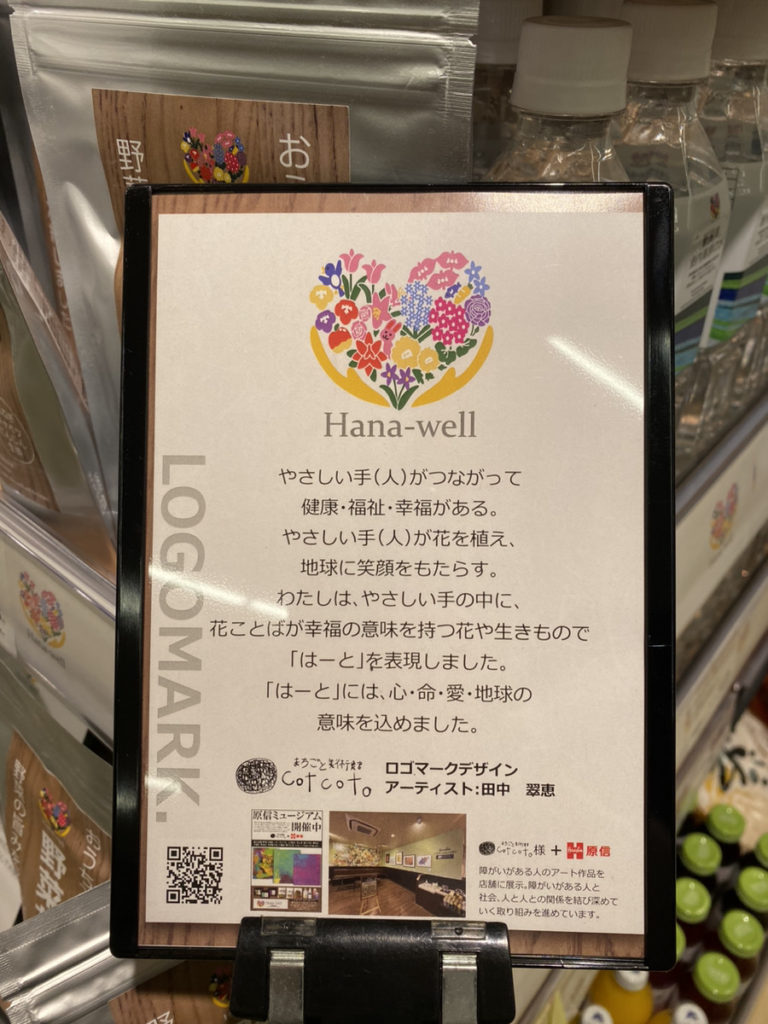 お
野菜
Hana-well
LOGOMARK.
やさしい手(人)がつながって
健康・福祉・幸福がある。
やさしい手(人)が花を植え、
地球に笑顔をもたらす。
わたしは、やさしい手の中に、
花ことばが幸福の意味を持つ花や生きもので
「はーと」を表現しました。
「はーと」には、心・命・愛・地球の
意味を込めました。
まるごと美術食堂
cotcoto。
ロゴマークデザイン
アーティスト:田中 翠恵
原信ミュージアム
開催中
cotcoto。様 + 原信
障がいがある人のアート作品を
店舗に展示。障がいがある人と
社会、人と人との関係を結び深めて
いく取り組みを進めています。
Hana-well